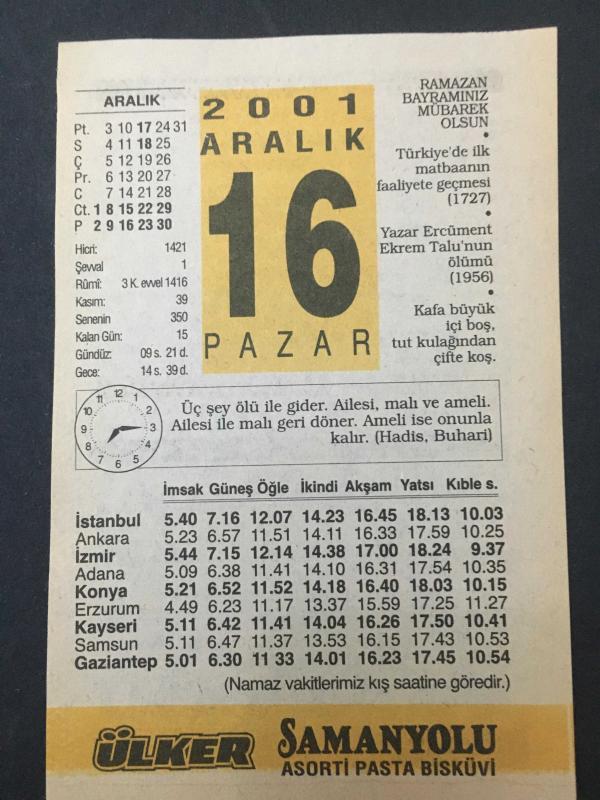 ARALIK
Pt. 3 10 17 24 31
S 4 11 18 25
Ç 5 12 19 26
Pr. 6 13 20 27
C 7 14 21 28
Ct. 1 8 15 22 29
P 2 9 16 23 30
Hicri: 1421
Şevval 1
Rûmî: 3 K. evvel 1416
Kasım: 39
Senenin 350
Kalan Gün: 15
Gündüz: 09 s. 21 d.
Gece: 14 s. 39 d.
2001
ARALIK
16
PAZAR
RAMAZAN
BAYRAMINIZ
MÜBAREK
OLSUN
•
Türkiye'de ilk
matbaanın
faaliyete geçmesi
(1727)
•
Yazar Ercüment
Ekrem Talu'nun
ölümü
(1956)
•
Kafa büyük
içi boş,
tut kulağından
çifte koş.
12
1
2
3
4
5
6
7
8
9
10
11
Üç şey ölü ile gider. Ailesi, malı ve ameli.
Ailesi ile malı geri döner. Ameli ise onunla
kalır. (Hadis, Buhari)
İmsak Güneş Öğle İkindi Akşam Yatsı Kıble s.
İstanbul 5.40 7.16 12.07 14.23 16.45 18.13 10.03
Ankara 5.23 6.57 11.51 14.11 16.33 17.59 10.25
İzmir 5.44 7.15 12.14 14.38 17.00 18.24 9.37
Adana 5.09 6.38 11.41 14.10 16.31 17.54 10.35
Konya 5.21 6.52 11.52 14.18 16.40 18.03 10.15
Erzurum 4.49 6.23 11.17 13.37 15.59 17.25 11.27
Kayseri 5.11 6.42 11.41 14.04 16.26 17.50 10.41
Samsun 5.11 6.47 11.37 13.53 16.15 17.43 10.53
Gaziantep 5.01 6.30 11 33 14.01 16.23 17.45 10.54
(Namaz vakitlerimiz kış saatine göredir.)
ÜLKER
SAMANYOLU
ASORTİ PASTA BİSKÜVİ